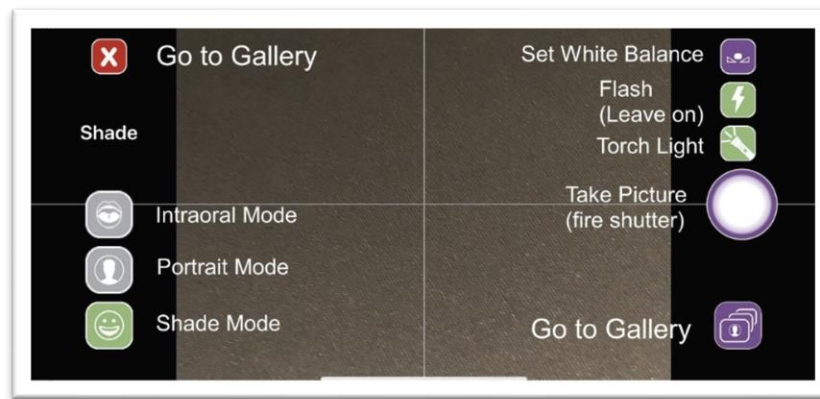 X
Go to Gallery
Shade
Intraoral Mode
Portrait Mode
Shade Mode
Set White Balance
Flash
(Leave on)
Torch Light
Take Picture
(fire shutter)
Go to Gallery